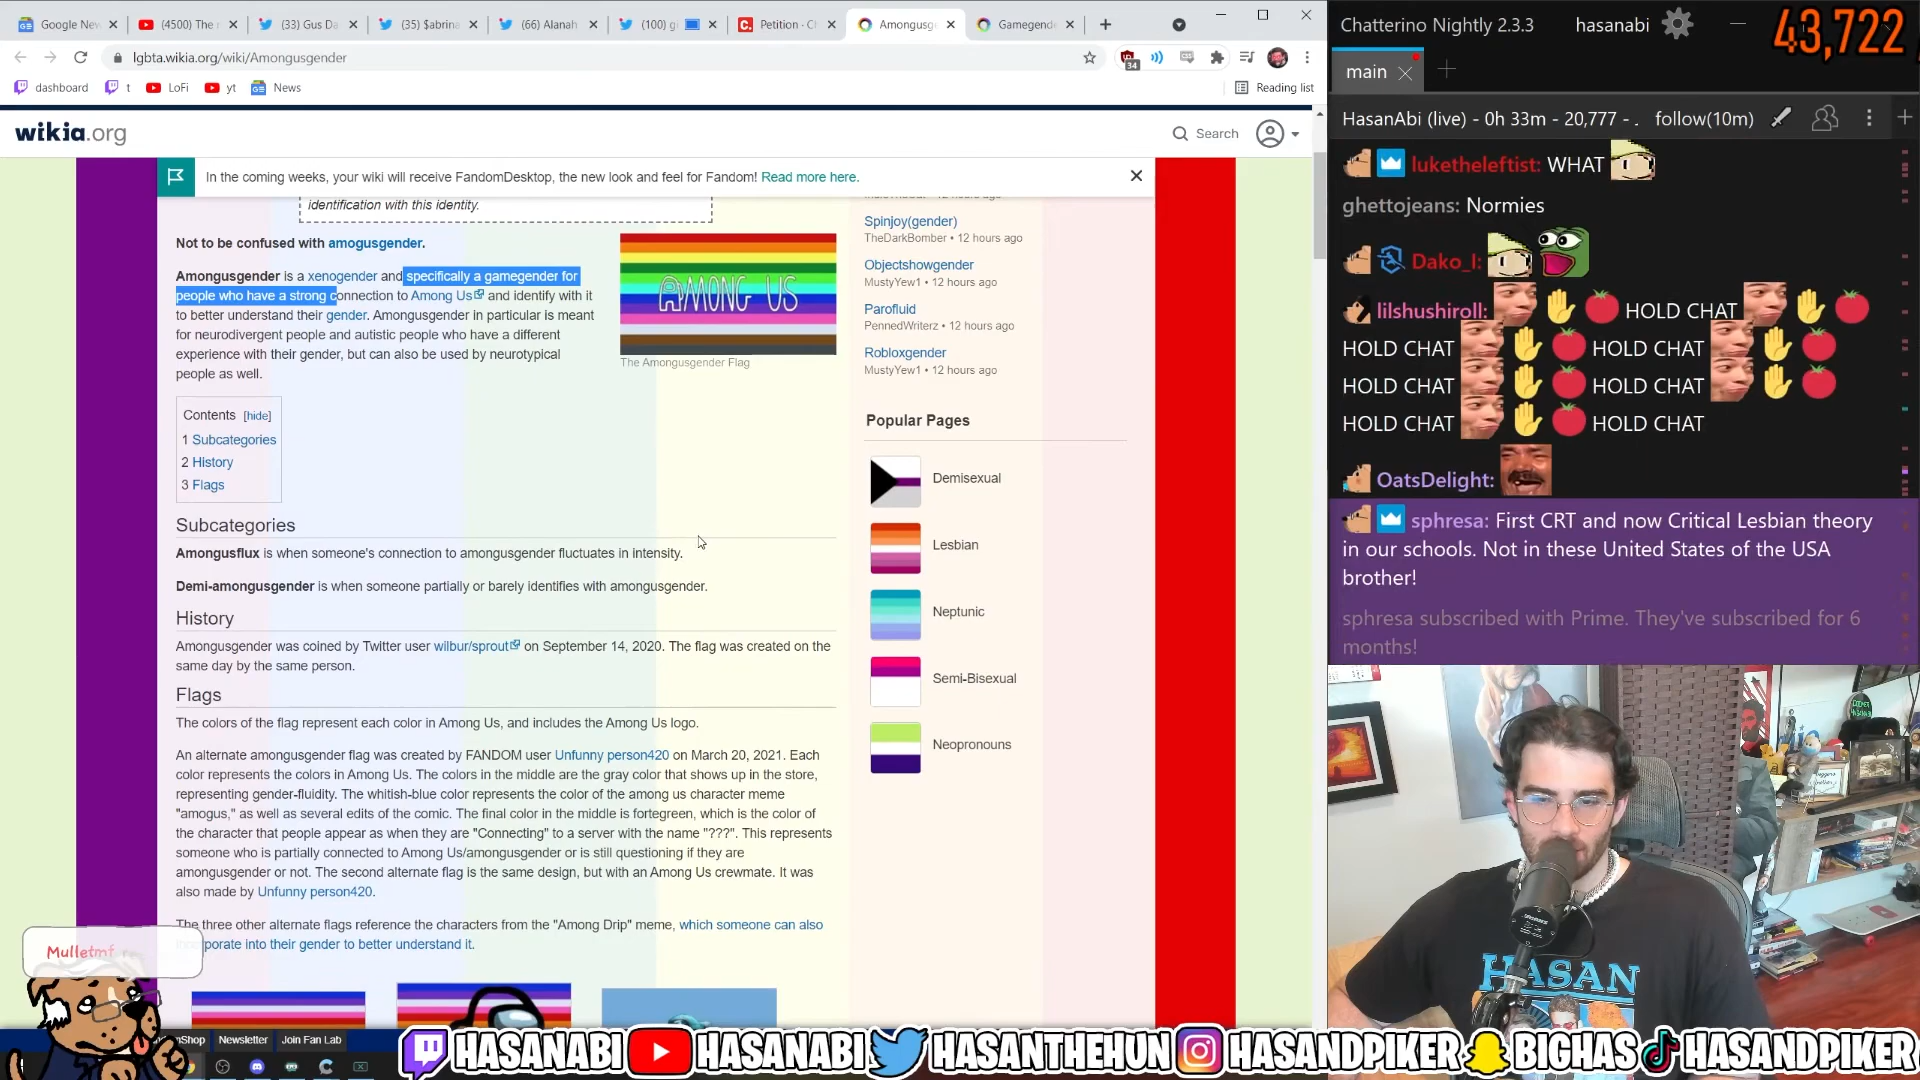 Google New
(4500) The r
(33) Gus Da
(35) $abrina
(66) Alanah
(100) g
Petition · Ch
Amongusge
Gamegende
lgbta.wikia.org/wiki/Amongusgender
34
dashboard
t
LoFi
yt
News
Reading list
wikia.org
Search
In the coming weeks, your wiki will receive FandomDesktop, the new look and feel for Fandom! Read more here.
identification with this identity.
Not to be confused with amogusgender.
Amongusgender is a xenogender and specifically a gamegender for
people who have a strong connection to Among Us and identify with it
to better understand their gender. Amongusgender in particular is meant
for neurodivergent people and autistic people who have a different
experience with their gender, but can also be used by neurotypical
people as well.
AMONG US
The Amongusgender Flag
Contents [hide]
1 Subcategories
2 History
3 Flags
Subcategories
Amongusflux is when someone's connection to amongusgender fluctuates in intensity.
Demi-amongusgender is when someone partially or barely identifies with amongusgender.
History
Amongusgender was coined by Twitter user wilbur/sprout on September 14, 2020. The flag was created on the
same day by the same person.
Flags
The colors of the flag represent each color in Among Us, and includes the Among Us logo.
An alternate amongusgender flag was created by FANDOM user Unfunny person420 on March 20, 2021. Each
color represents the colors in Among Us. The colors in the middle are the gray color that shows up in the store,
representing gender-fluidity. The whitish-blue color represents the color of the among us character meme
"amogus," as well as several edits of the comic. The final color in the middle is fortegreen, which is the color of
the character that people appear as when they are "Connecting" to a server with the name "???". This represents
someone who is partially connected to Among Us/amongusgender or is still questioning if they are
amongusgender or not. The second alternate flag is the same design, but with an Among Us crewmate. It was
also made by Unfunny person420.
The three other alternate flags reference the characters from the "Among Drip" meme, which someone can also
porate into their gender to better understand it.
Spinjoy(gender)
TheDarkBomber • 12 hours ago
Objectshowgender
MustyYew1 • 12 hours ago
Parofluid
PennedWriterz • 12 hours ago
Robloxgender
MustyYew1 • 12 hours ago
Popular Pages
Demisexual
Lesbian
Neptunic
Semi-Bisexual
Neopronouns
Mulletmf
Shop
Newsletter
Join Fan Lab
Chatterino Nightly 2.3.3
hasanabi
43,722
main
HasanAbi (live) - 0h 33m - 20,777 - .
follow(10m)
luketheleftist: WHAT
ghettojeans: Normies
Dako_I:
lilshushiroll: HOLD CHAT
HOLD CHAT HOLD CHAT
HOLD CHAT HOLD CHAT
HOLD CHAT HOLD CHAT
OatsDelight:
sphresa: First CRT and now Critical Lesbian theory
in our schools. Not in these United States of the USA
brother!
sphresa subscribed with Prime. They've subscribed for 6
months!
HASAN
HASANABI HASANABI HASANTHEHUN HASANDPIKER BIGHAS HASANDPIKER